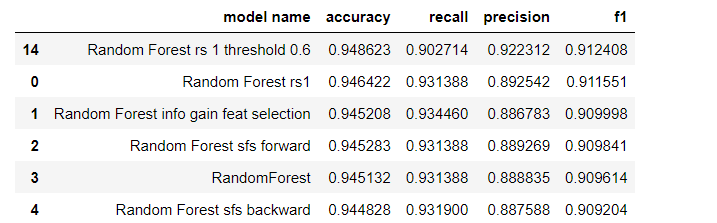 model name accuracy recall precision f1
14 Random Forest rs 1 threshold 0.6 0.948623 0.902714 0.922312 0.912408
0 Random Forest rs1 0.946422 0.931388 0.892542 0.911551
1 Random Forest info gain feat selection 0.945208 0.934460 0.886783 0.909998
2 Random Forest sfs forward 0.945283 0.931388 0.889269 0.909841
3 RandomForest 0.945132 0.931388 0.888835 0.909614
4 Random Forest sfs backward 0.944828 0.931900 0.887588 0.909204